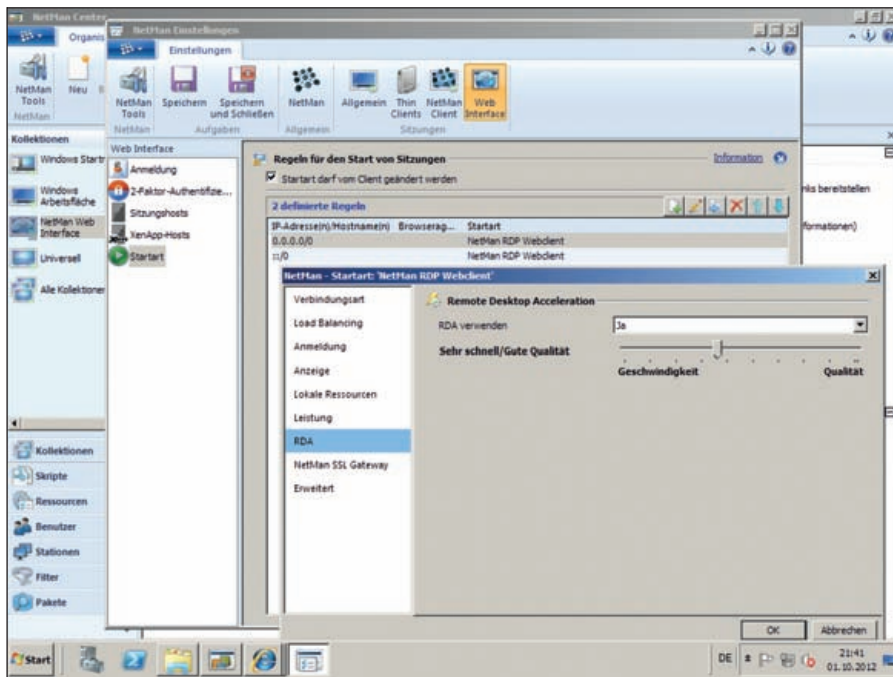 NetMan Center
NetMan Einstellungen
Organis
Einstellungen
NetMan Tools
Neu
NetMan
NetMan Tools
Speichern
Speichern und Schließen
NetMan
Allgemein
Thin Clients
NetMan Client
Web Interface
NetMan
Aufgaben
Allgemein
Sitzungen
Kollektionen
Windows Startr
Windows Arbeitsfläche
NetMan Web Interface
Universell
Alle Kollektioner
Kollektionen
Skripte
Ressourcen
Benutzer
Stationen
Filter
Pakete
Web Interface
Anmeldung
2-Faktor-Authentifizie...
Sitzungshosts
XenApp-Hosts
Startart
Regeln für den Start von Sitzungen
Information
Startart darf vom Client geändert werden
2 definierte Regeln
IP-Adresse(n)/Hostname(n) Browserag... Startart
0.0.0.0/0 NetMan RDP Webclient
::/0 NetMan RDP Webclient
nks bereitstellen
formationen)
NetMan - Startart: 'NetMan RDP Webclient'
Verbindungsart
Load Balancing
Anmeldung
Anzeige
Lokale Ressourcen
Leistung
RDA
NetMan SSL Gateway
Erweitert
Remote Desktop Acceleration
RDA verwenden
Ja
Sehr schnell/Gute Qualität
Geschwindigkeit
Qualität
OK
Abbrechen
Start
DE
21:41
01.10.2012